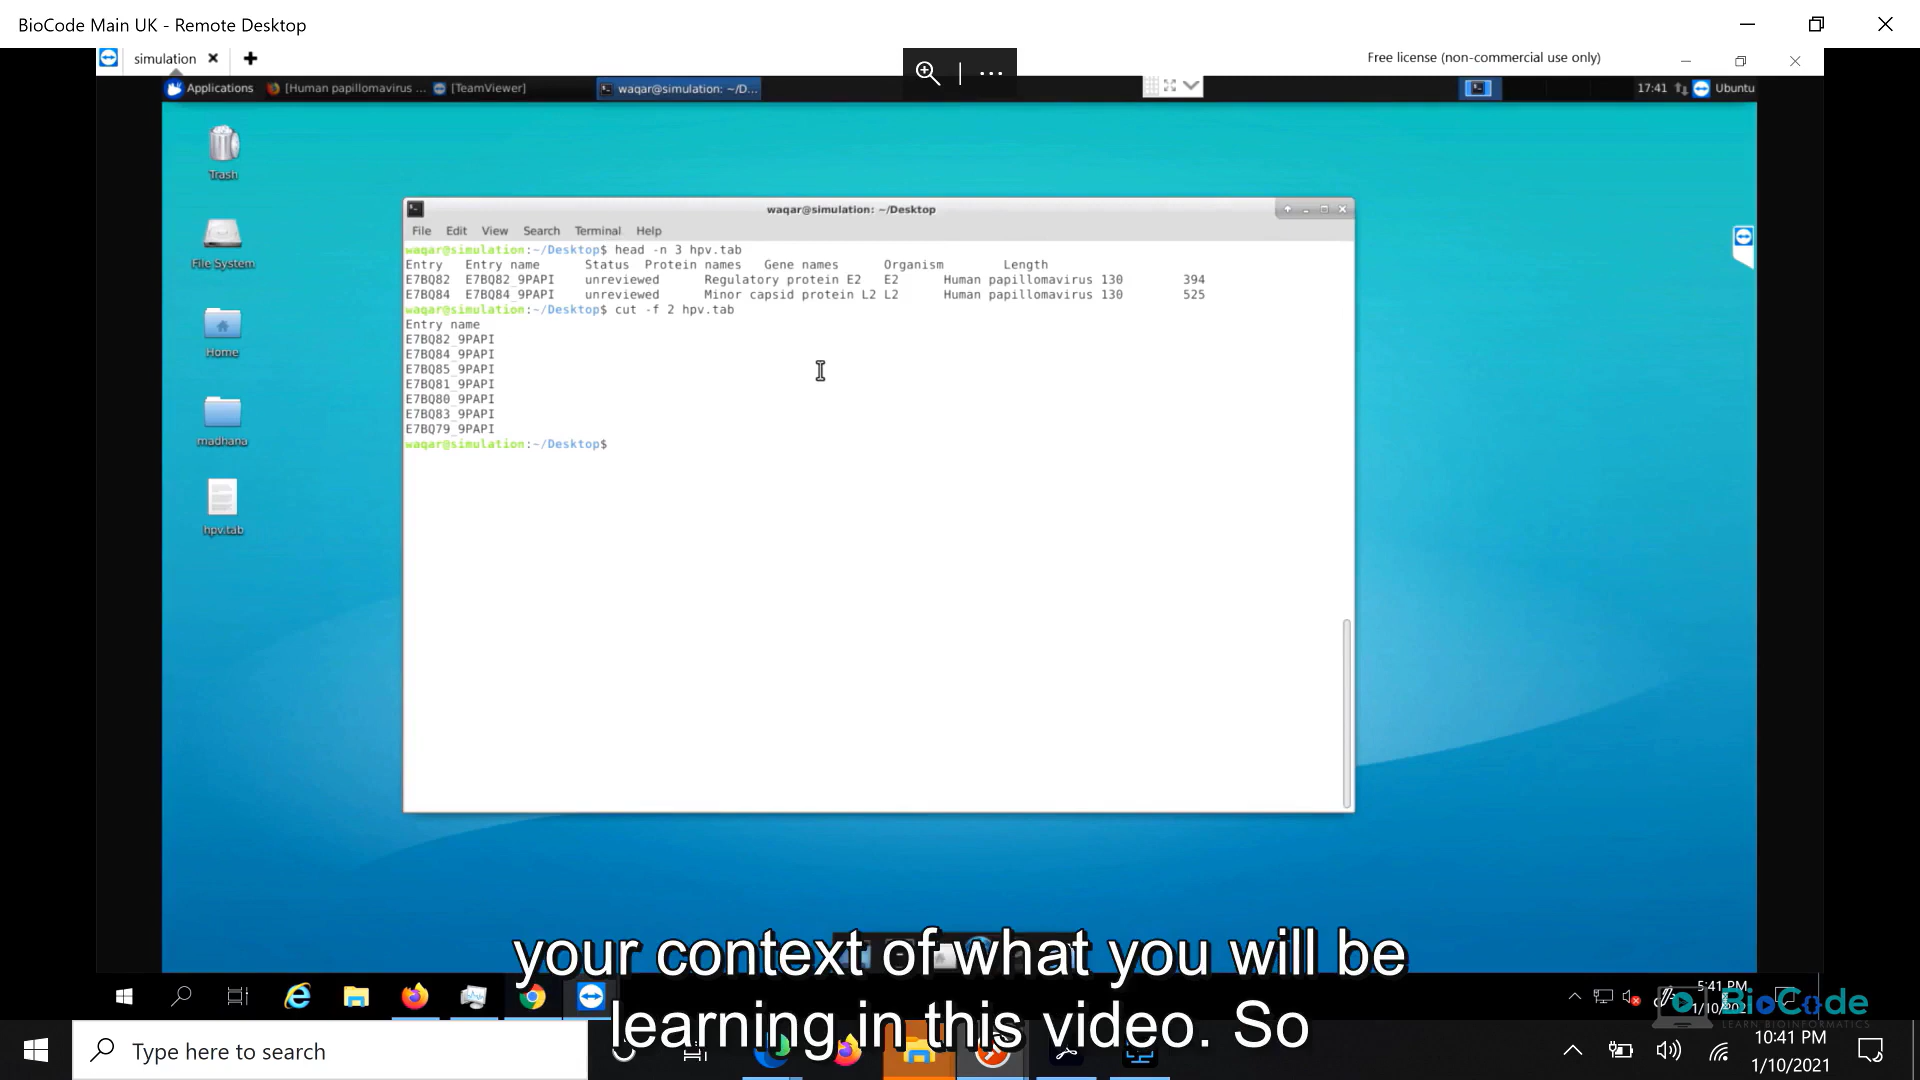 BioCode Main UK - Remote Desktop
simulation
Free license (non-commercial use only)
Applications [Human papillomavirus ... [TeamViewer] waqar@simulation: ~/D... 17:41 Ubuntu
Trash
File System
Home
madhana
hpv.tab
waqar@simulation: ~/Desktop
File Edit View Search Terminal Help
waqar@simulation:~/Desktop$ head -n 3 hpv.tab
Entry Entry name Status Protein names Gene names Organism Length
E7BQ82 E7BQ82_9PAPI unreviewed Regulatory protein E2 E2 Human papillomavirus 130 394
E7BQ84 E7BQ84_9PAPI unreviewed Minor capsid protein L2 L2 Human papillomavirus 130 525
waqar@simulation:~/Desktop$ cut -f 2 hpv.tab
Entry name
E7BQ82_9PAPI
E7BQ84_9PAPI
E7BQ85_9PAPI
E7BQ81_9PAPI
E7BQ80_9PAPI
E7BQ83_9PAPI
E7BQ79_9PAPI
waqar@simulation:~/Desktop$
your context of what you will be
learning in this video. So
5:41 PM
BioCode
LEARN BIOINFORMATICS
Type here to search
10:41 PM
1/10/2021